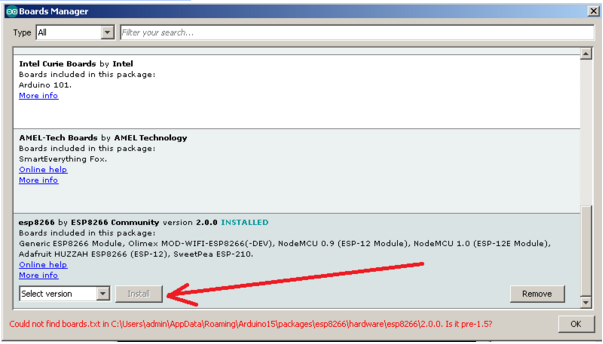 Boards Manager
Type All Filter your search...
Intel Curie Boards by Intel
Boards included in this package:
Arduino 101.
More info
AMEL-Tech Boards by AMEL Technology
Boards included in this package:
SmartEverything Fox.
Online help
More info
esp8266 by ESP8266 Community version 2.0.0 INSTALLED
Boards included in this package:
Generic ESP8266 Module, Olimex MOD-WIFI-ESP8266(-DEV), NodeMCU 0.9 (ESP-12 Module), NodeMCU 1.0 (ESP-12E Module),
Adafruit HUZZAH ESP8266 (ESP-12), SweetPea ESP-210.
Online help
More info
Select version Install Remove
Could not find boards.txt in C:\Users\admin\AppData\Roaming\Arduino15\packages\esp8266\hardware\esp8266\2.0.0. Is it pre-1.5? OK